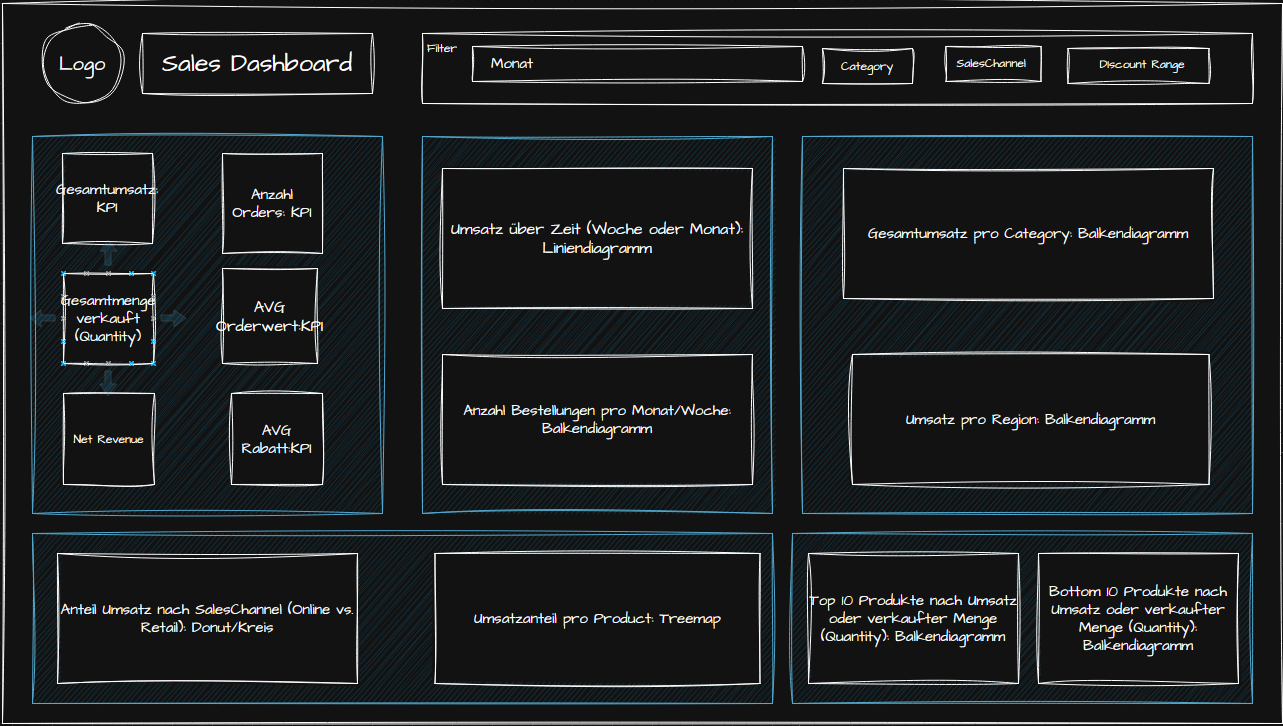 Logo
Sales Dashboard
Filter
Monat
Category
SalesChannel
Discount Range
Gesamtumsatz:
KPI
Anzahl
Orders: KPI
Gesamtmenge
verkauft
(Quantity)
AVG
Orderwert:KPI
Net Revenue
AVG
Rabatt:KPI
Umsatz über Zeit (Woche oder Monat):
Liniendiagramm
Anzahl Bestellungen pro Monat/Woche:
Balkendiagramm
Gesamtumsatz pro Category: Balkendiagramm
Umsatz pro Region: Balkendiagramm
Anteil Umsatz nach SalesChannel (Online vs.
Retail): Donut/Kreis
Umsatzanteil pro Product: Treemap
Top 10 Produkte nach Umsatz
oder verkaufter Menge
(Quantity): Balkendiagramm
Bottom 10 Produkte nach
Umsatz oder verkaufter
Menge (Quantity):
Balkendiagramm